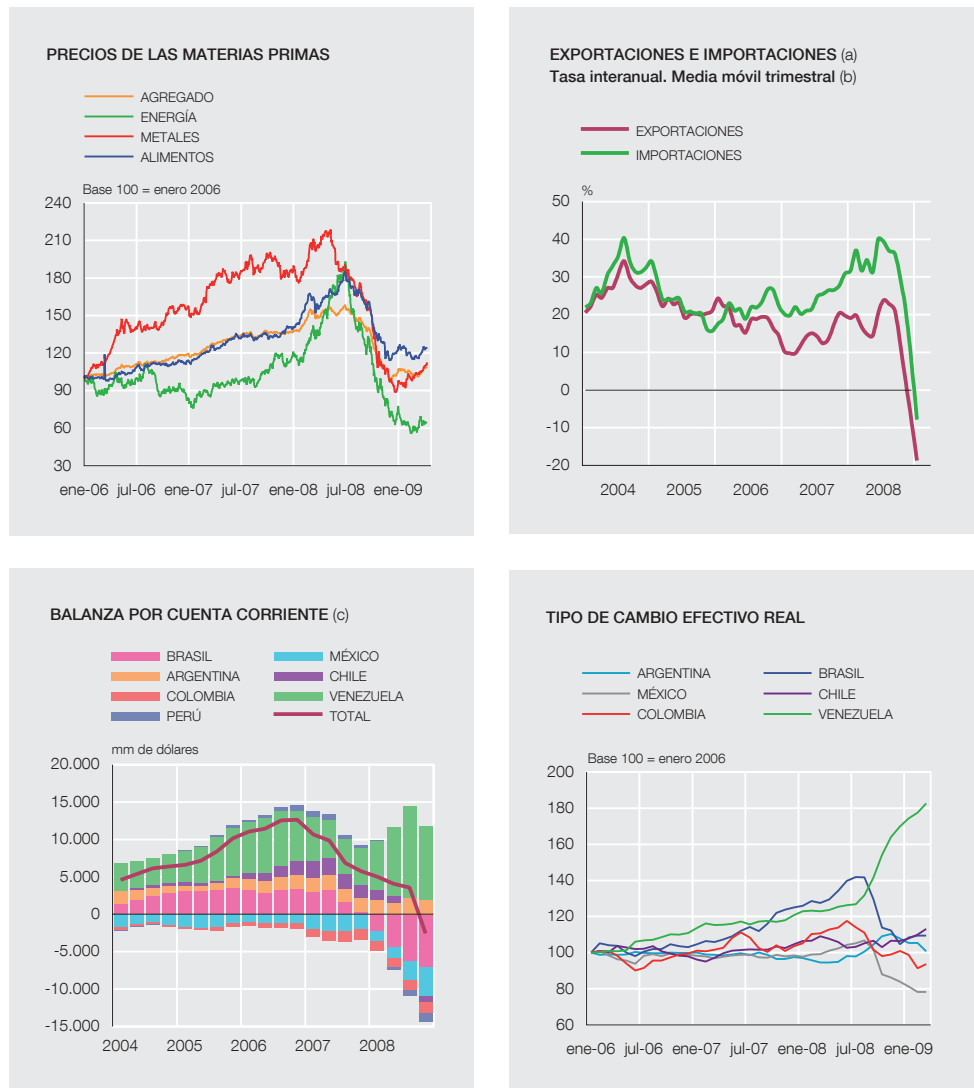 PRECIOS DE LAS MATERIAS PRIMAS
AGREGADO
ENERGÍA
METALES
ALIMENTOS
Base 100 = enero 2006
240
210
180
150
120
90
60
30
ene-06 jul-06 ene-07 jul-07 ene-08 jul-08 ene-09
EXPORTACIONES E IMPORTACIONES (a)
Tasa interanual. Media móvil trimestral (b)
EXPORTACIONES
IMPORTACIONES
%
50
40
30
20
10
0
-10
-20
2004 2005 2006 2007 2008
BALANZA POR CUENTA CORRIENTE (c)
BRASIL MÉXICO
ARGENTINA CHILE
COLOMBIA VENEZUELA
PERÚ TOTAL
mm de dólares
20.000
15.000
10.000
5.000
0
-5.000
-10.000
-15.000
2004 2005 2006 2007 2008
TIPO DE CAMBIO EFECTIVO REAL
ARGENTINA BRASIL
MÉXICO CHILE
COLOMBIA VENEZUELA
Base 100 = enero 2006
200
180
160
140
120
100
80
60
ene-06 jul-06 ene-07 jul-07 ene-08 jul-08 ene-09